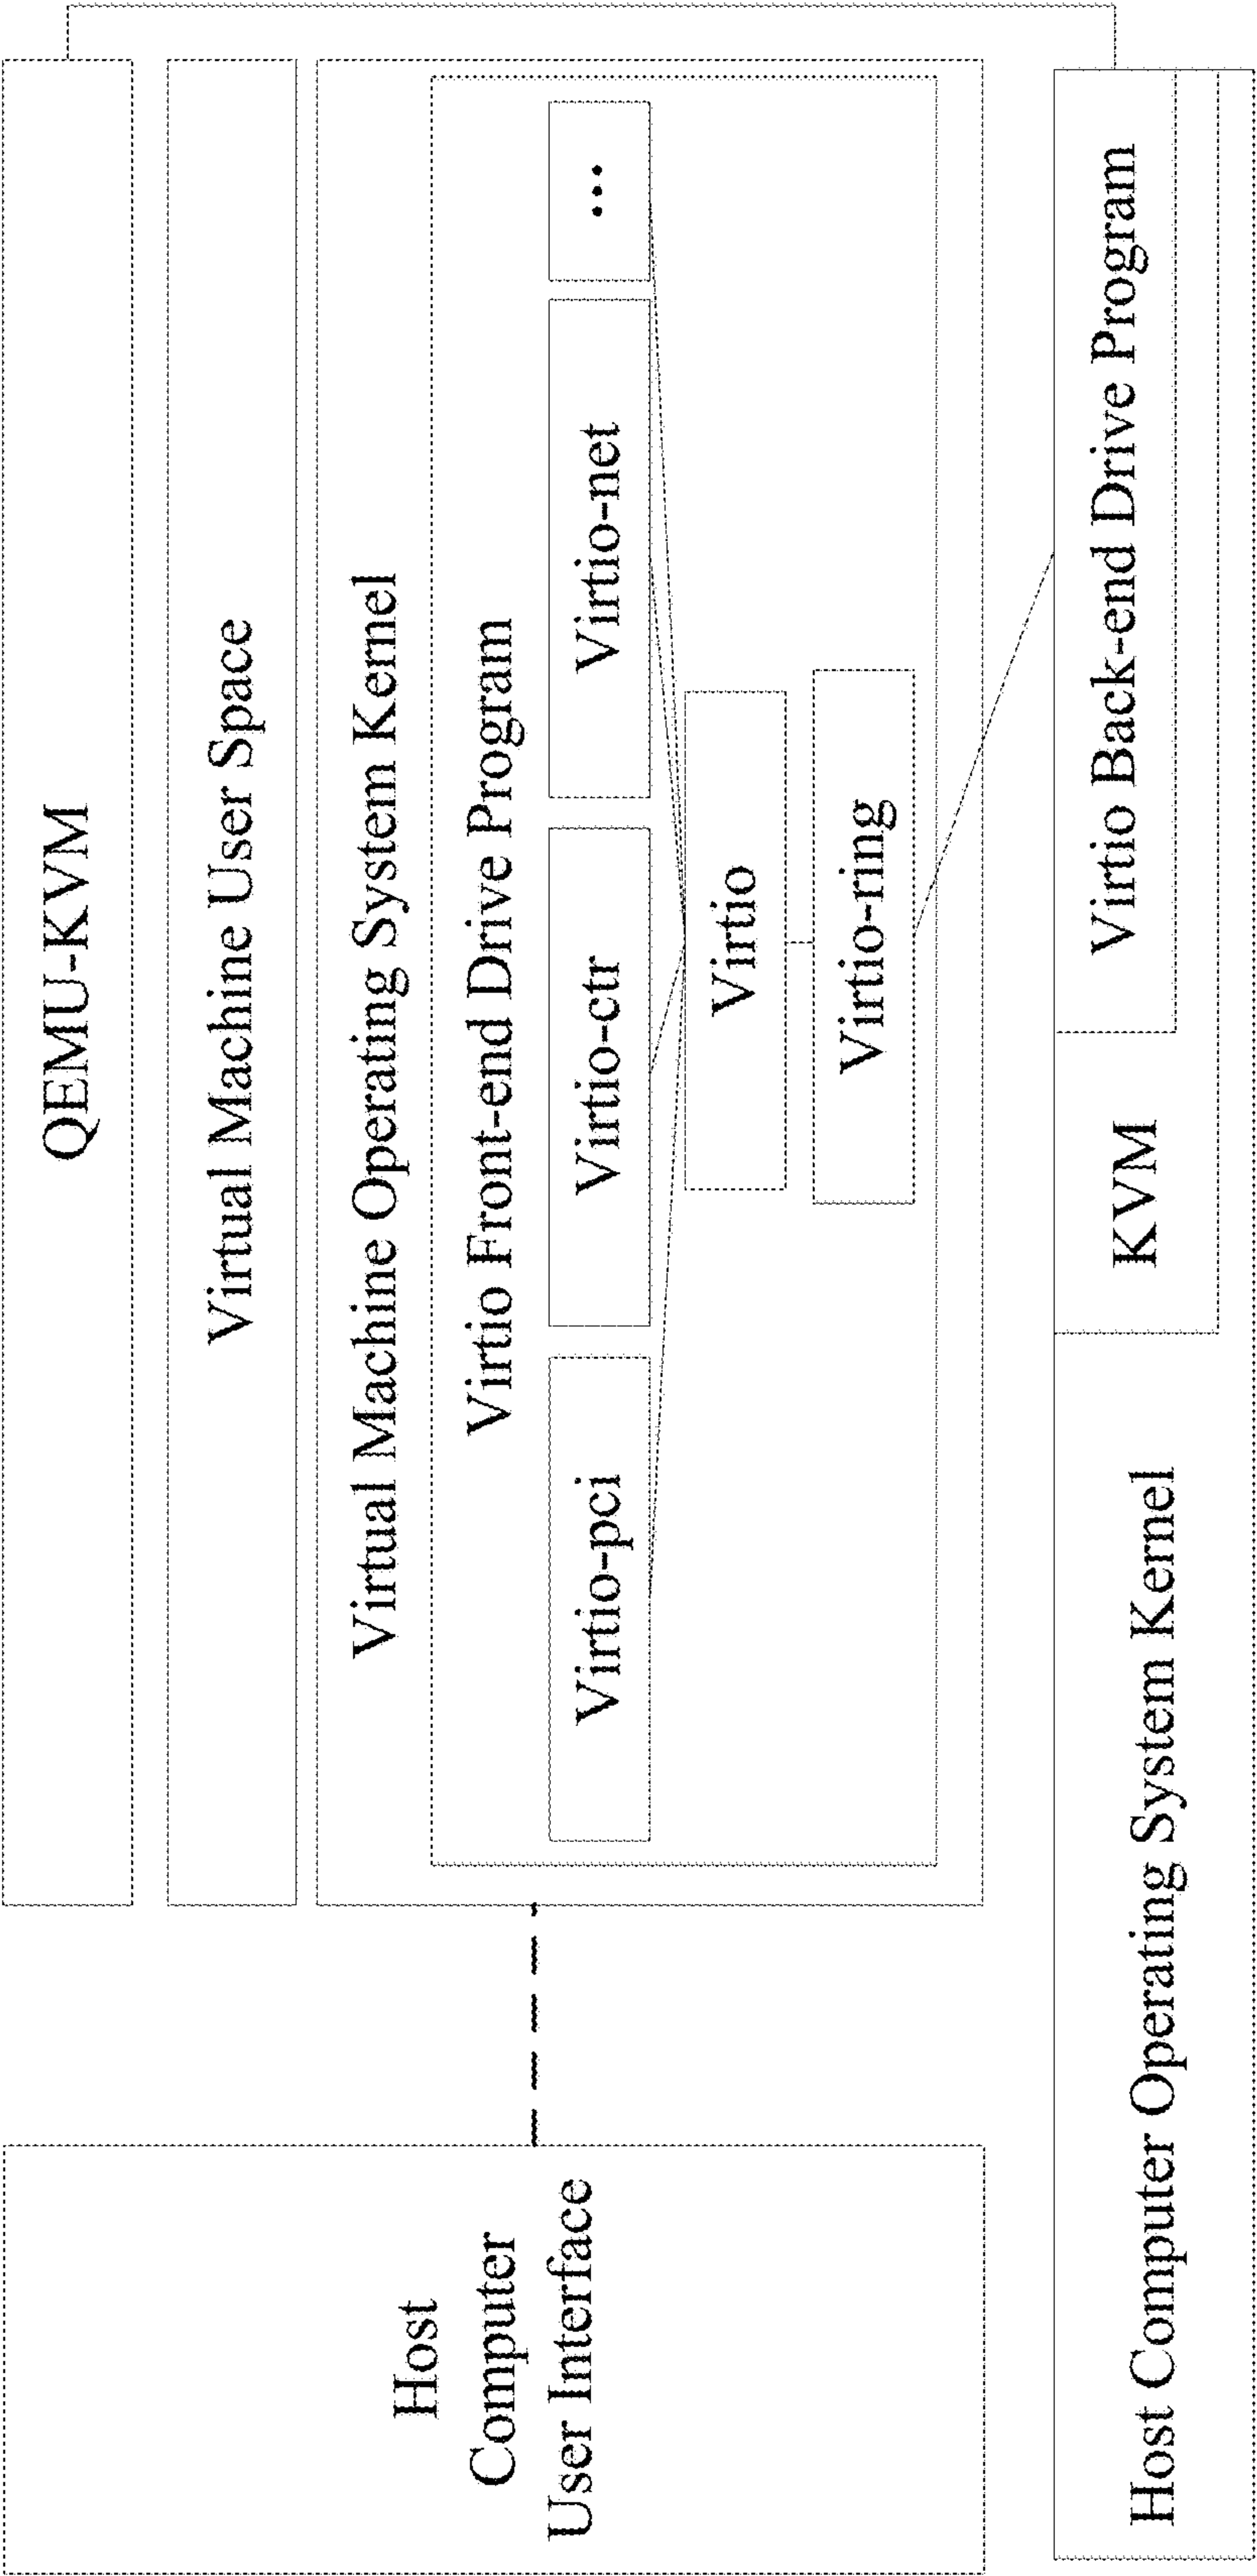 QEMU-KVM
Virtual Machine User Space
Host
Computer
User Interface
Virtual Machine Operating System Kernel
Virtio Front-end Drive Program
Virtio-pci
Virtio-ctr
Virtio-net
...
Virtio
Virtio-ring
Host Computer Operating System Kernel
KVM
Virtio Back-end Drive Program